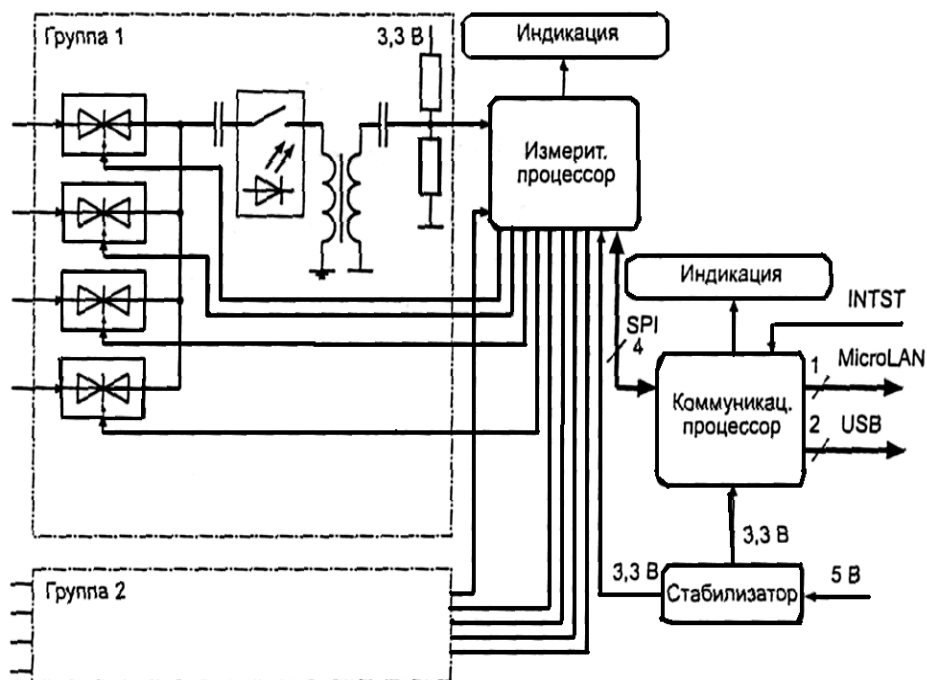 Группа 1
3,3 В
Индикация
Измерит.
процессор
Индикация
INTST
SPI
4
1
MicroLAN
Коммуникац.
процессор
2
USB
3,3 В
3,3 В
Стабилизатор
5 В
Группа 2